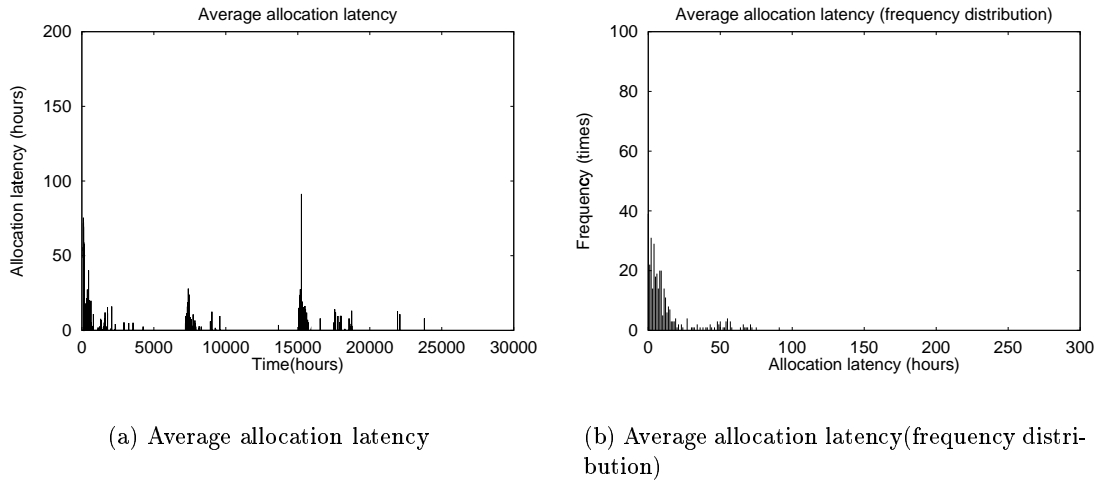 Average allocation latency
200
150
100
50
0
Allocation latency (hours)
0 5000 10000 15000 20000 25000 30000
Time(hours)
Average allocation latency (frequency distribution)
100
80
60
40
20
0
Frequency (times)
0 50 100 150 200 250 300
Allocation latency (hours)
(a) Average allocation latency
(b) Average allocation latency(frequency distri-
bution)